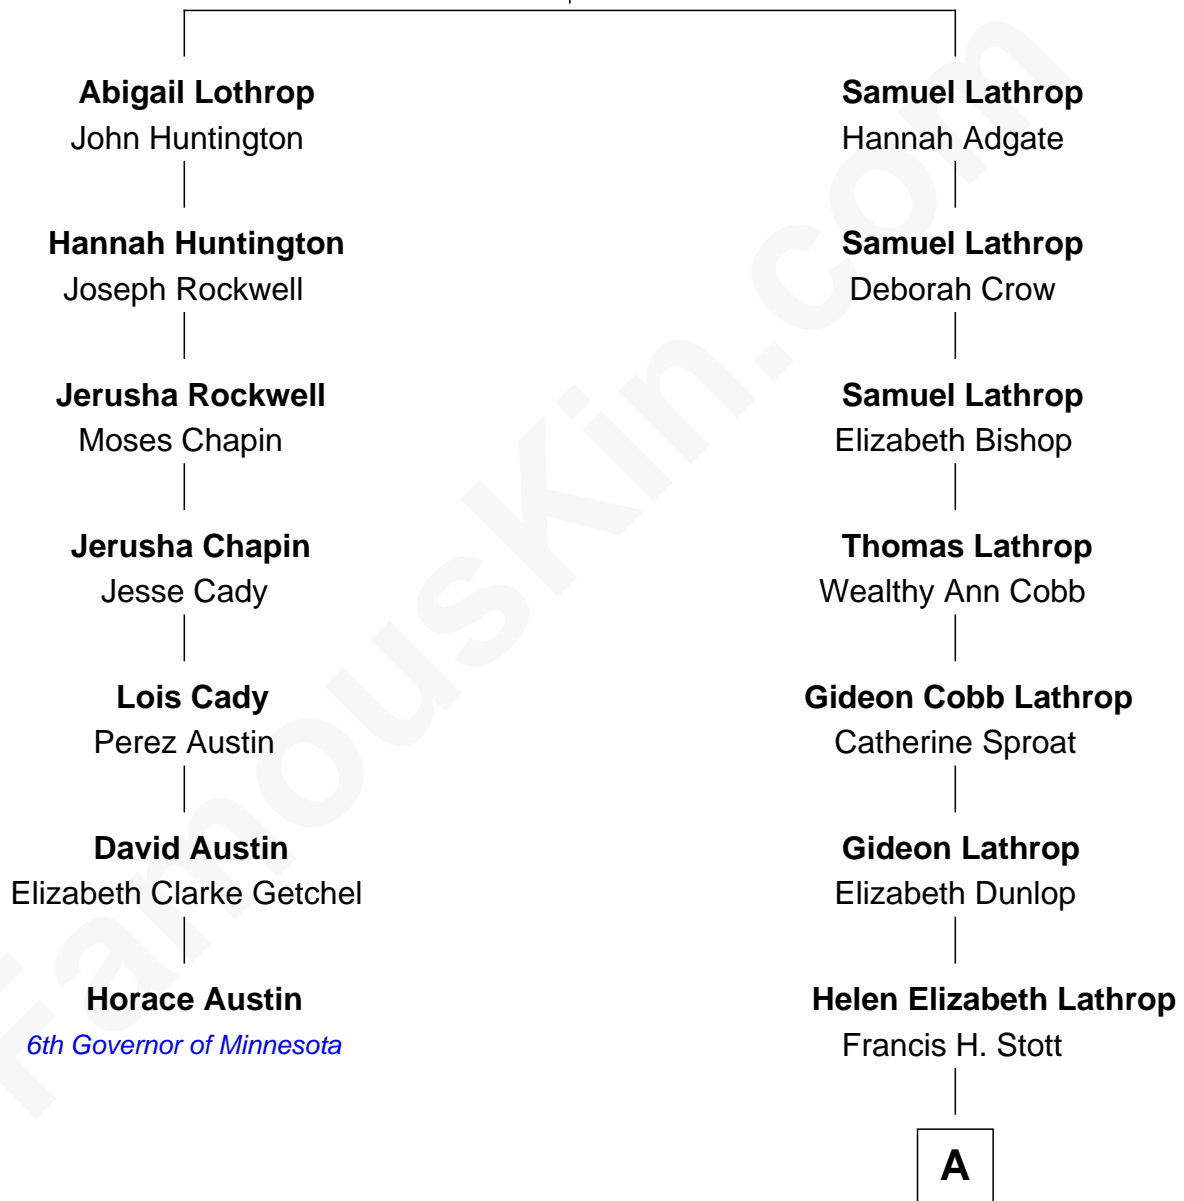 Abigail Lothrop
John Huntington
Hannah Huntington
Joseph Rockwell
Jerusha Rockwell
Moses Chapin
Jerusha Chapin
Jesse Cady
Lois Cady
Perez Austin
David Austin
Elizabeth Clarke Getchel
Horace Austin
6th Governor of Minnesota
Samuel Lathrop
Hannah Adgate
Samuel Lathrop
Deborah Crow
Samuel Lathrop
Elizabeth Bishop
Thomas Lathrop
Wealthy Ann Cobb
Gideon Cobb Lathrop
Catherine Sproat
Gideon Lathrop
Elizabeth Dunlop
Helen Elizabeth Lathrop
Francis H. Stott
A
FamousKin.com